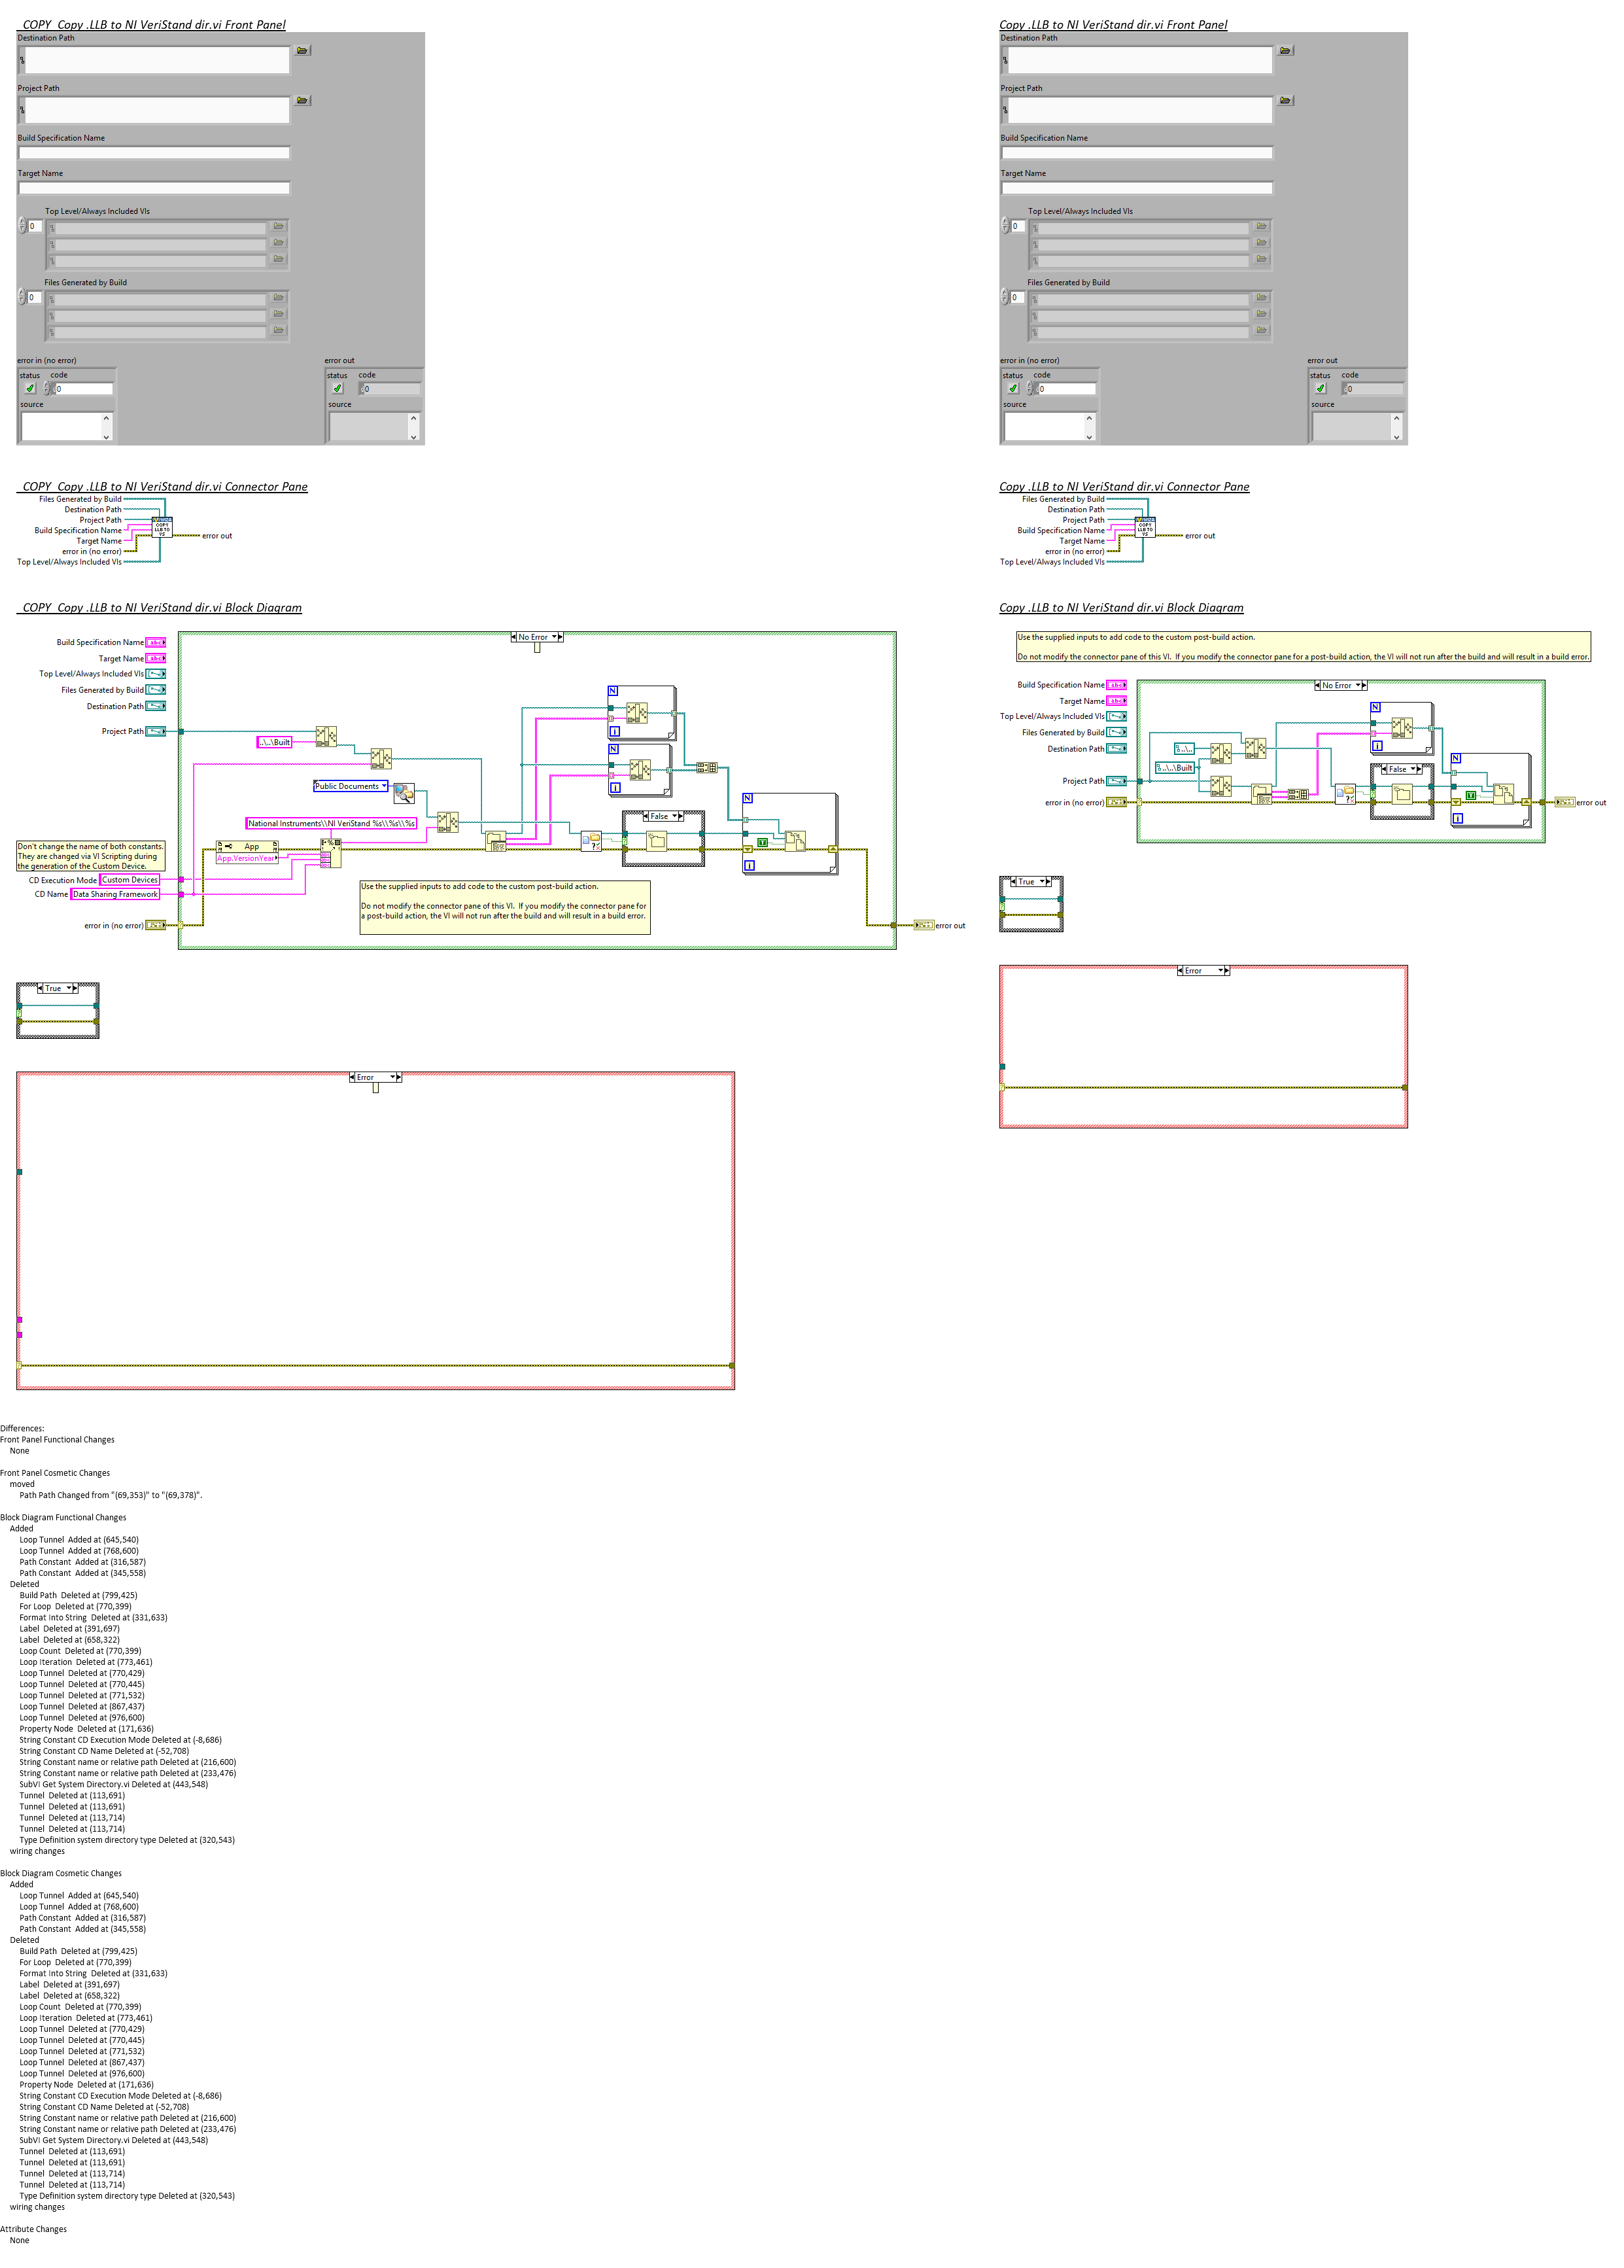 _COPY_Copy .LLB to NI VeriStand dir.vi Front Panel
Destination Path
Project Path
Build Specification Name
Target Name
Top Level/Always Included VIs
0
Files Generated by Build
0
error in (no error)
status
code
0
source
error out
status
code
0
source
Copy .LLB to NI VeriStand dir.vi Front Panel
Destination Path
Project Path
Build Specification Name
Target Name
Top Level/Always Included VIs
0
Files Generated by Build
0
error in (no error)
status
code
0
source
error out
status
code
0
source
_COPY_Copy .LLB to NI VeriStand dir.vi Connector Pane
Files Generated by Build
Destination Path
Project Path
Build Specification Name
Target Name
error in (no error)
Top Level/Always Included VIs
COPY
LLB TO
VS
error out
Copy .LLB to NI VeriStand dir.vi Connector Pane
Files Generated by Build
Destination Path
Project Path
Build Specification Name
Target Name
error in (no error)
Top Level/Always Included VIs
COPY
LLB TO
VS
error out
_COPY_Copy .LLB to NI VeriStand dir.vi Block Diagram
Build Specification Name
Target Name
Top Level/Always Included VIs
Files Generated by Build
Destination Path
Project Path
No Error
..\..\Built
Public Documents
National Instruments\\NI VeriStand %s\\%s\\%s
App
App.VersionYear
N
i
N
i
N
i
False
T
Don't change the name of both constants.
They are changed via VI Scripting during
the generation of the Custom Device.
CD Execution Mode
Custom Devices
CD Name
Data Sharing Framework
Use the supplied inputs to add code to the custom post-build action.
Do not modify the connector pane of this VI.  If you modify the connector pane for
a post-build action, the VI will not run after the build and will result in a build error.
error in (no error)
error out
True
Error
Copy .LLB to NI VeriStand dir.vi Block Diagram
Use the supplied inputs to add code to the custom post-build action.
Do not modify the connector pane of this VI.  If you modify the connector pane for a post-build action, the VI will not run after the build and will result in a build error.
Build Specification Name
Target Name
Top Level/Always Included VIs
Files Generated by Build
Destination Path
Project Path
error in (no error)
No Error
..\..
..\Built
N
i
False
N
T
i
error out
True
Error
Differences:
Front Panel Functional Changes
None
Front Panel Cosmetic Changes
moved
Path Path Changed from "(69,353)" to "(69,378)".
Block Diagram Functional Changes
Added
Loop Tunnel  Added at (645,540)
Loop Tunnel  Added at (768,600)
Path Constant  Added at (316,587)
Path Constant  Added at (345,558)
Deleted
Build Path  Deleted at (799,425)
For Loop  Deleted at (770,399)
Format Into String  Deleted at (331,633)
Label  Deleted at (391,697)
Label  Deleted at (658,322)
Loop Count  Deleted at (770,399)
Loop Iteration  Deleted at (773,461)
Loop Tunnel  Deleted at (770,429)
Loop Tunnel  Deleted at (770,445)
Loop Tunnel  Deleted at (771,532)
Loop Tunnel  Deleted at (867,437)
Loop Tunnel  Deleted at (976,600)
Property Node  Deleted at (171,636)
String Constant CD Execution Mode Deleted at (-8,686)
String Constant CD Name Deleted at (-52,708)
String Constant name or relative path Deleted at (216,600)
String Constant name or relative path Deleted at (233,476)
SubVI Get System Directory.vi Deleted at (443,548)
Tunnel  Deleted at (113,691)
Tunnel  Deleted at (113,691)
Tunnel  Deleted at (113,714)
Tunnel  Deleted at (113,714)
Type Definition system directory type Deleted at (320,543)
wiring changes
Block Diagram Cosmetic Changes
Added
Loop Tunnel  Added at (645,540)
Loop Tunnel  Added at (768,600)
Path Constant  Added at (316,587)
Path Constant  Added at (345,558)
Deleted
Build Path  Deleted at (799,425)
For Loop  Deleted at (770,399)
Format Into String  Deleted at (331,633)
Label  Deleted at (391,697)
Label  Deleted at (658,322)
Loop Count  Deleted at (770,399)
Loop Iteration  Deleted at (773,461)
Loop Tunnel  Deleted at (770,429)
Loop Tunnel  Deleted at (770,445)
Loop Tunnel  Deleted at (771,532)
Loop Tunnel  Deleted at (867,437)
Loop Tunnel  Deleted at (976,600)
Property Node  Deleted at (171,636)
String Constant CD Execution Mode Deleted at (-8,686)
String Constant CD Name Deleted at (-52,708)
String Constant name or relative path Deleted at (216,600)
String Constant name or relative path Deleted at (233,476)
SubVI Get System Directory.vi Deleted at (443,548)
Tunnel  Deleted at (113,691)
Tunnel  Deleted at (113,691)
Tunnel  Deleted at (113,714)
Tunnel  Deleted at (113,714)
Type Definition system directory type Deleted at (320,543)
wiring changes
Attribute Changes
None